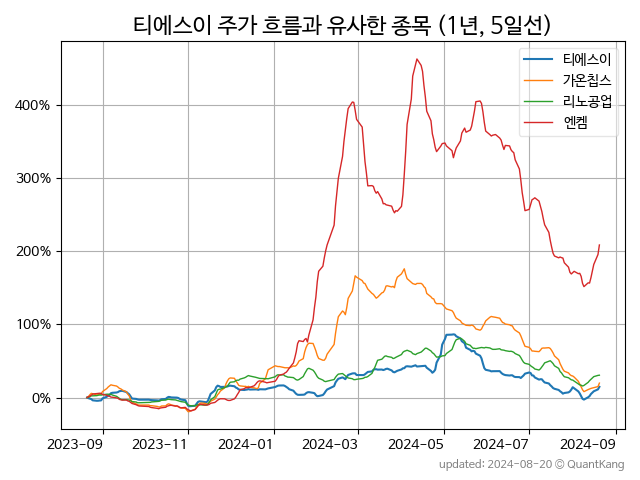 티에스이 주가 흐름과 유사한 종목 (1년, 5일선)
티에스이
가온칩스
리노공업
엔켐
400%
300%
200%
100%
0%
2023-09 2023-11 2024-01 2024-03 2024-05 2024-07 2024-09
updated: 2024-08-20 © QuantKang